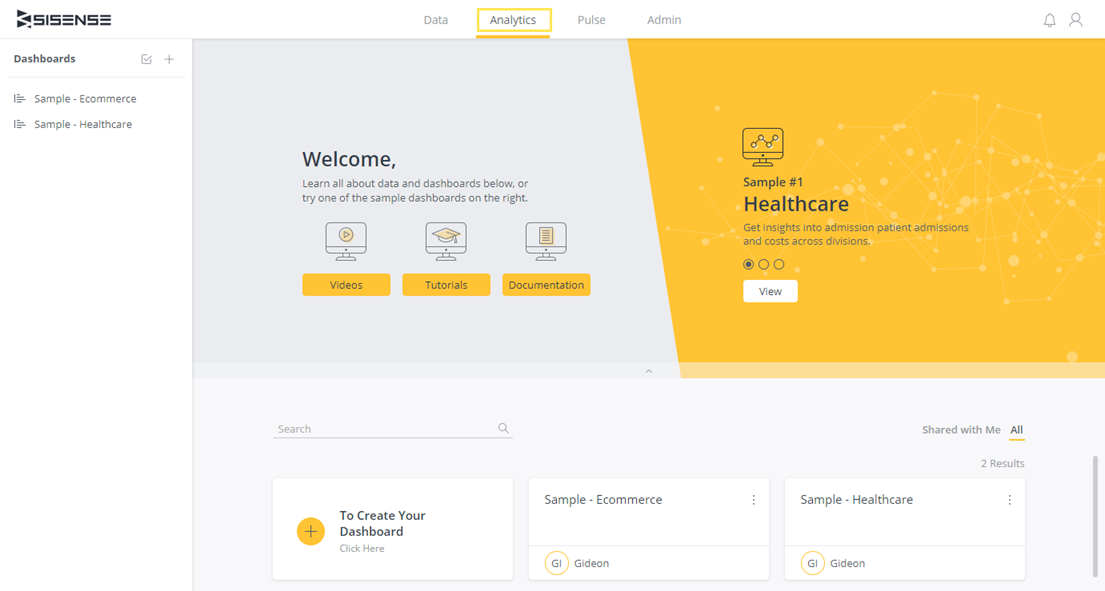 SISENSE
Data
Analytics
Pulse
Admin
Dashboards
Sample - Ecommerce
Sample - Healthcare
Welcome,
Learn all about data and dashboards below, or
try one of the sample dashboards on the right.
Videos
Tutorials
Documentation
Sample #1
Healthcare
Get insights into admission patient admissions
and costs across divisions.
View
Search
Shared with Me
All
2 Results
To Create Your
Dashboard
Click Here
Sample - Ecommerce
GI
Gideon
Sample - Healthcare
GI
Gideon